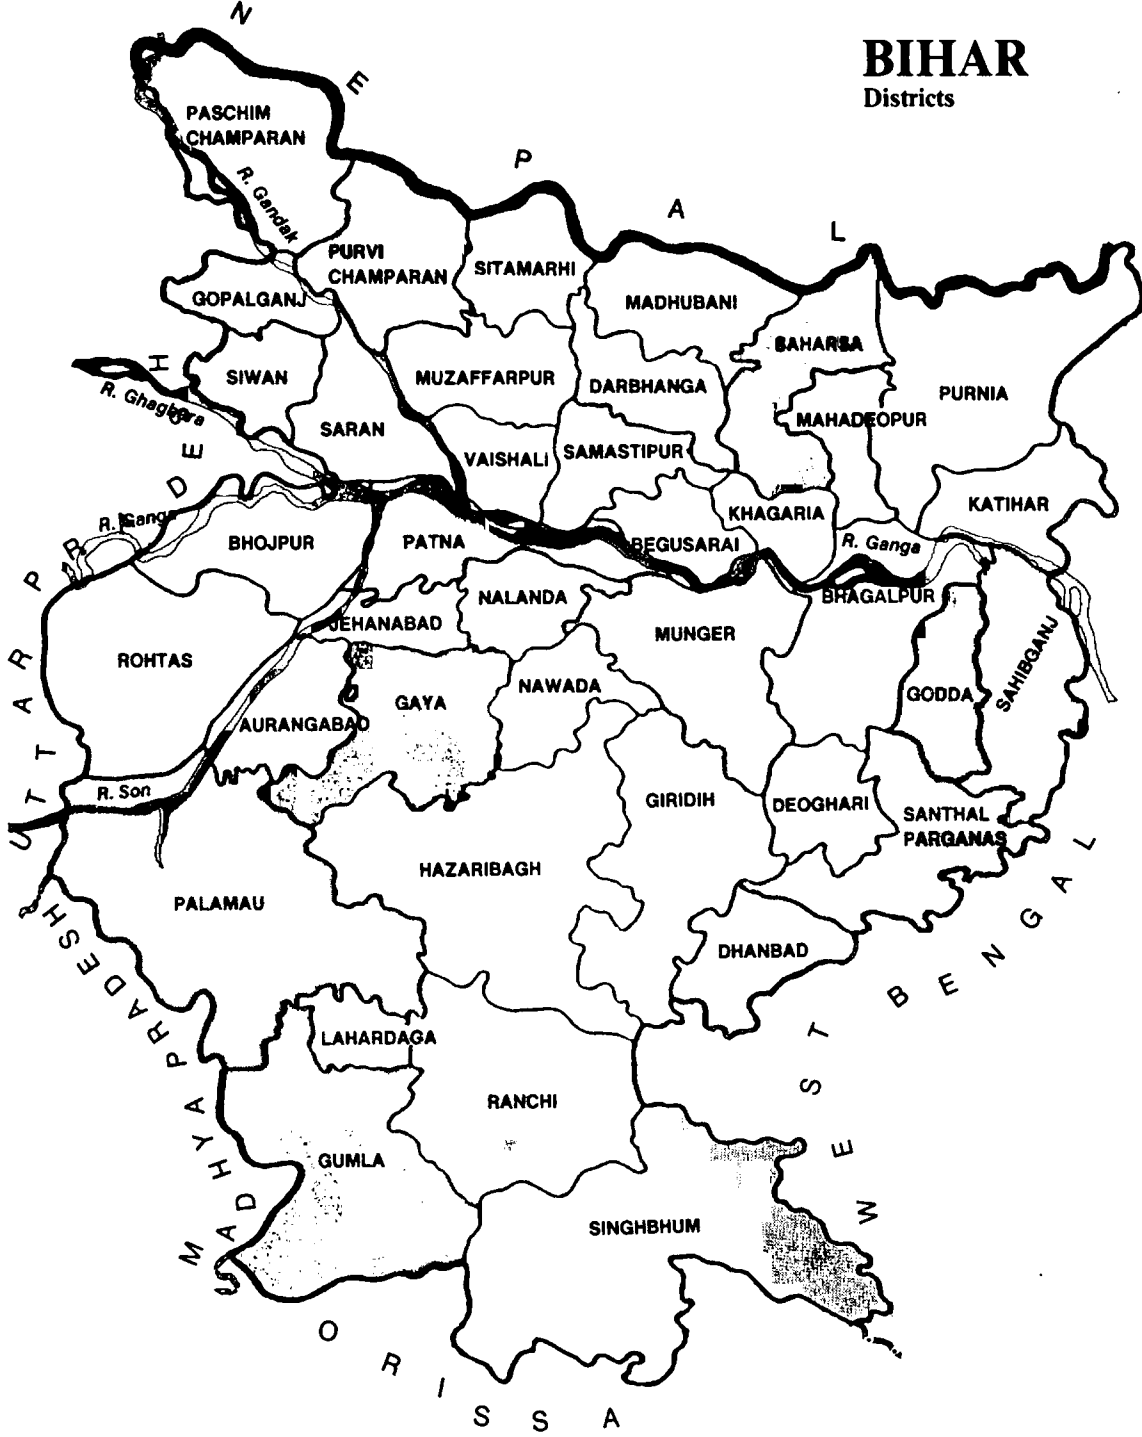 BIHAR
Districts
NEPAL
PASCHIM
CHAMPARAN
R. Gandak
PURVI
CHAMPARAN
SITAMARHI
GOPALGANJ
MADHUBANI
SAHARSA
SIWAN
MUZAFFARPUR
DARBHANGA
PURNIA
R. Ghaghara
MAHADEOPUR
SARAN
VAISHALI
SAMASTIPUR
KATIHAR
KHAGARIA
R. Ganga
BHOJPUR
PATNA
BEGUSARAI
R. Ganga
BHAGALPUR
NALANDA
JEHANABAD
MUNGER
ROHTAS
SAHIBGANJ
NAWADA
GODDA
GAYA
AURANGABAD
UTTAR PRDESH
R. Son
GIRIDIH
DEOGHARI
SANTHAL
PARGANAS
HAZARIBAGH
PALAMAU
DHANBAD
LAHARDAGA
RANCHI
GUMLA
SINGHBHUM
MADHYA PRADESH
WEST BENGAL
ORISSA